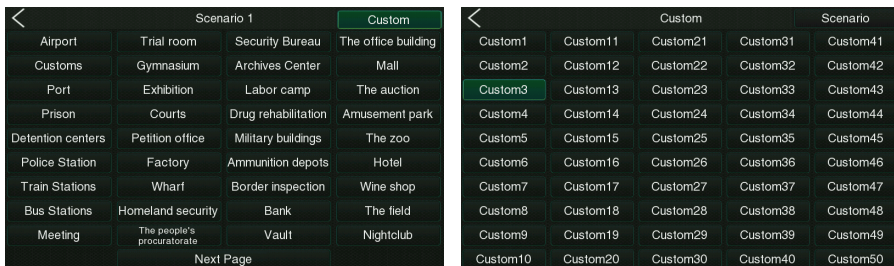 Scenario 1 Custom
Airport Trial room Security Bureau The office building
Customs Gymnasium Archives Center Mall
Port Exhibition Labor camp The auction
Prison Courts Drug rehabilitation Amusement park
Detention centers Petition office Military buildings The zoo
Police Station Factory Ammunition depots Hotel
Train Stations Wharf Border inspection Wine shop
Bus Stations Homeland security Bank The field
Meeting The people's procuratorate Vault Nightclub
Next Page
Custom Scenario
Custom1 Custom11 Custom21 Custom31 Custom41
Custom2 Custom12 Custom22 Custom32 Custom42
Custom3 Custom13 Custom23 Custom33 Custom43
Custom4 Custom14 Custom24 Custom34 Custom44
Custom5 Custom15 Custom25 Custom35 Custom45
Custom6 Custom16 Custom26 Custom36 Custom46
Custom7 Custom17 Custom27 Custom37 Custom47
Custom8 Custom18 Custom28 Custom38 Custom48
Custom9 Custom19 Custom29 Custom39 Custom49
Custom10 Custom20 Custom30 Custom40 Custom50